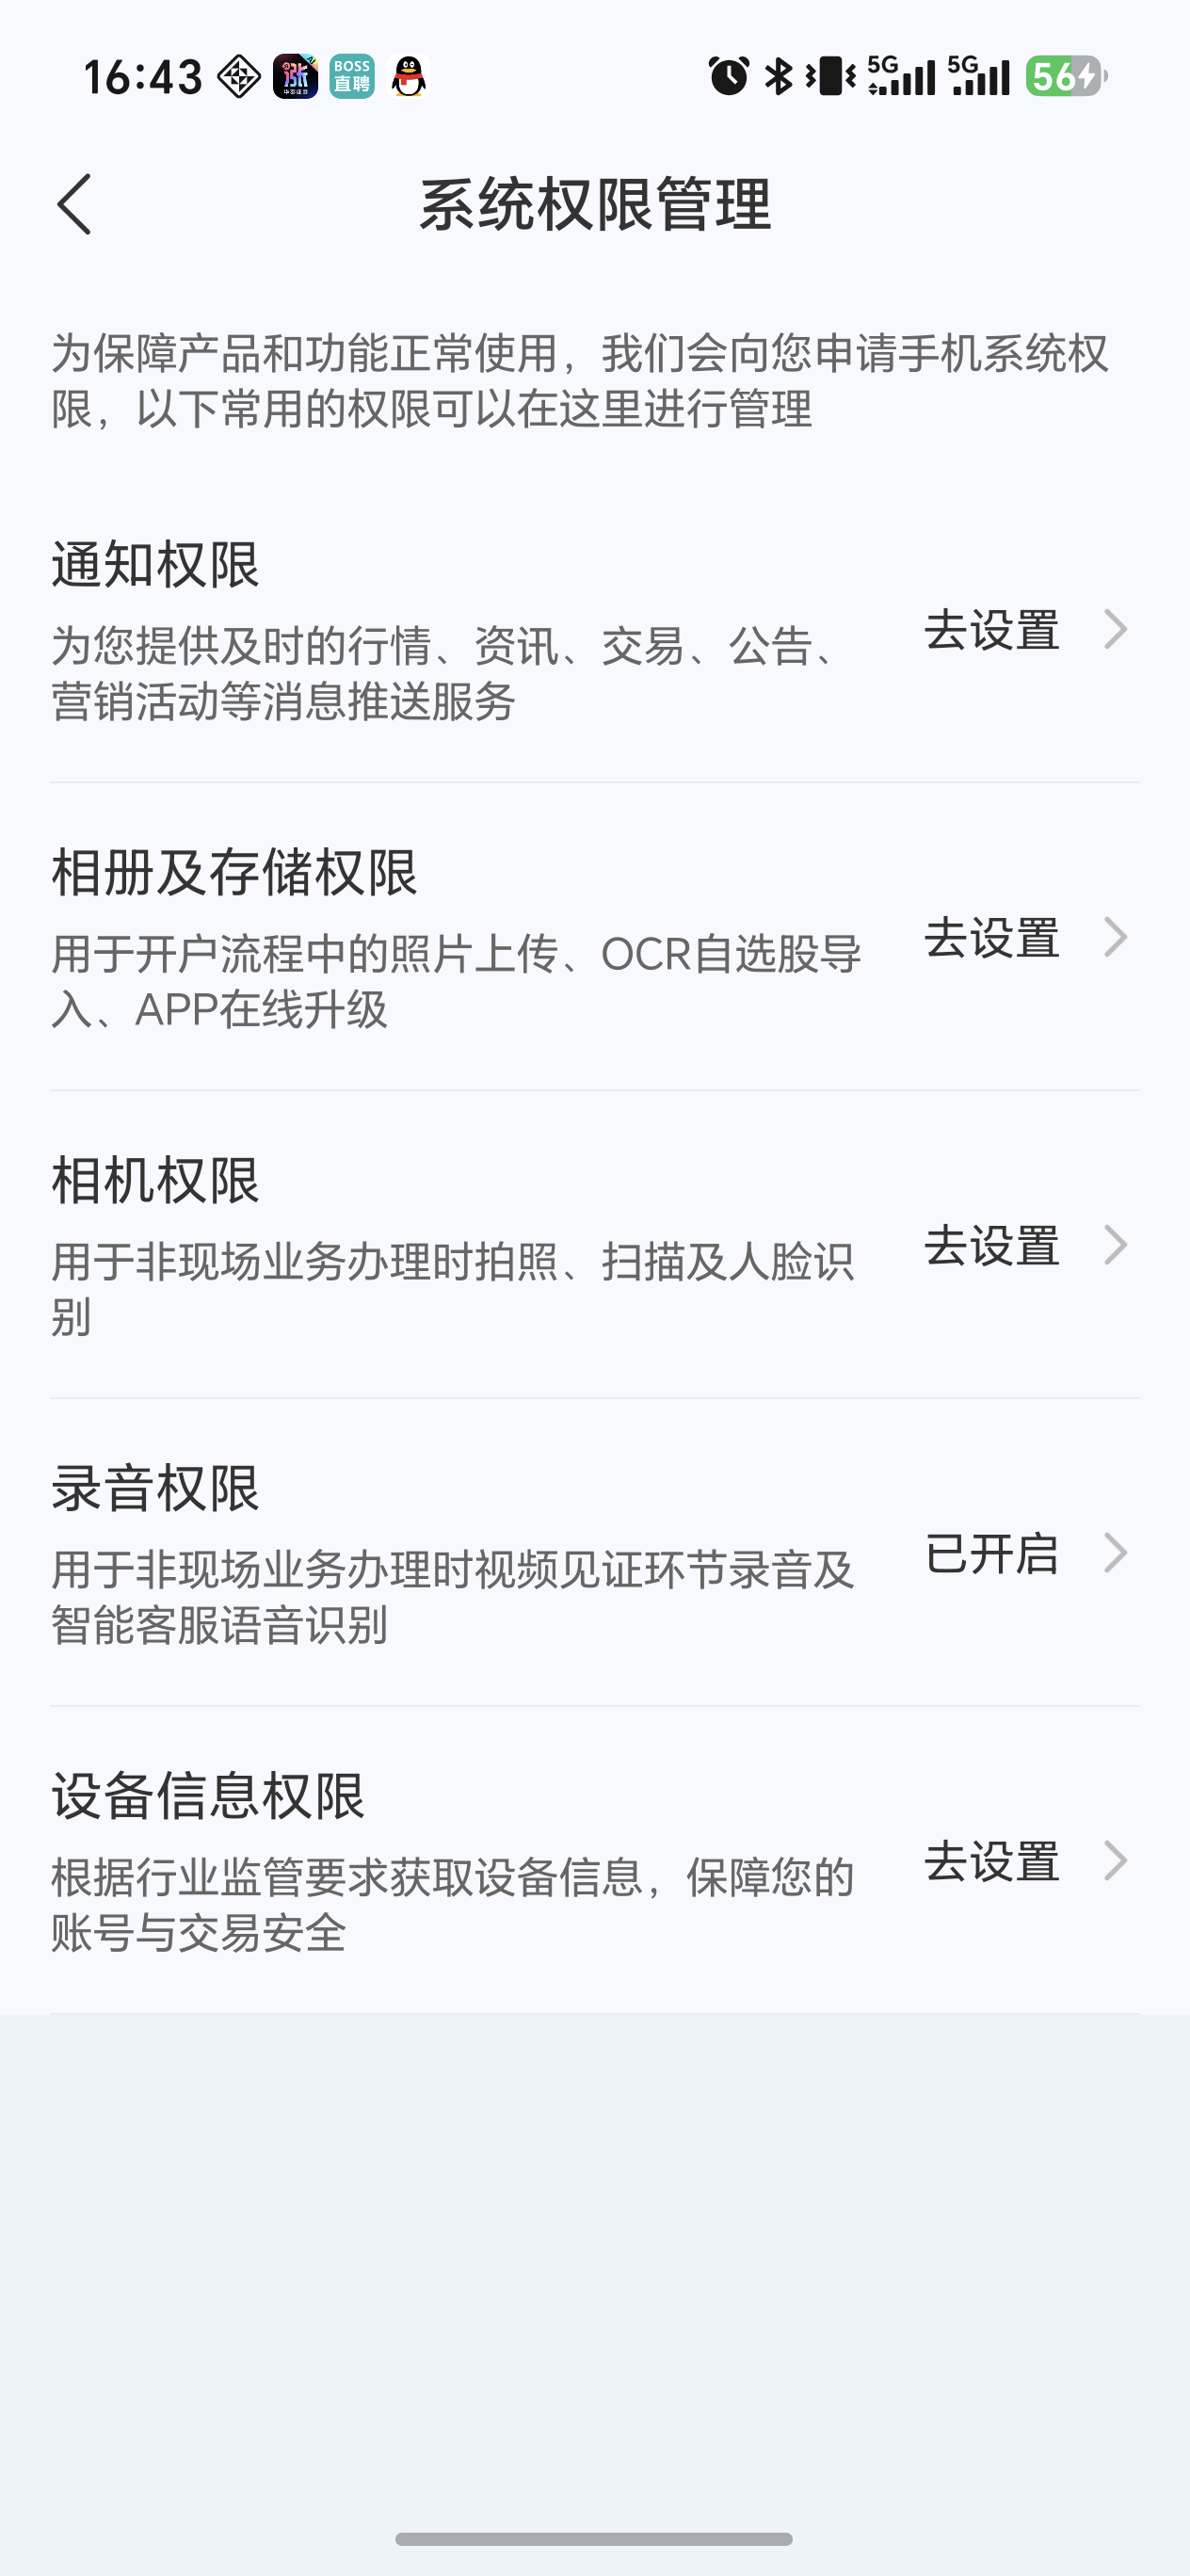 16:43
BOSS
直聘
5G
5G
56
系统权限管理
为保障产品和功能正常使用，我们会向您申请手机系统权
限，以下常用的权限可以在这里进行管理
通知权限
为您提供及时的行情、资讯、交易、公告、
营销活动等消息推送服务
去设置
相册及存储权限
用于开户流程中的照片上传、OCR自选股导
入、APP在线升级
去设置
相机权限
用于非现场业务办理时拍照、扫描及人脸识
别
去设置
录音权限
用于非现场业务办理时视频见证环节录音及
智能客服语音识别
已开启
设备信息权限
根据行业监管要求获取设备信息，保障您的
账号与交易安全
去设置